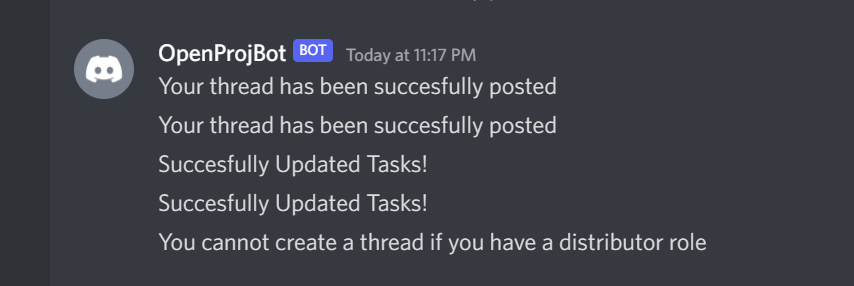 OpenProjBot BOT Today at 11:17 PM
Your thread has been succesfully posted
Your thread has been succesfully posted
Succesfully Updated Tasks!
Succesfully Updated Tasks!
You cannot create a thread if you have a distributor role